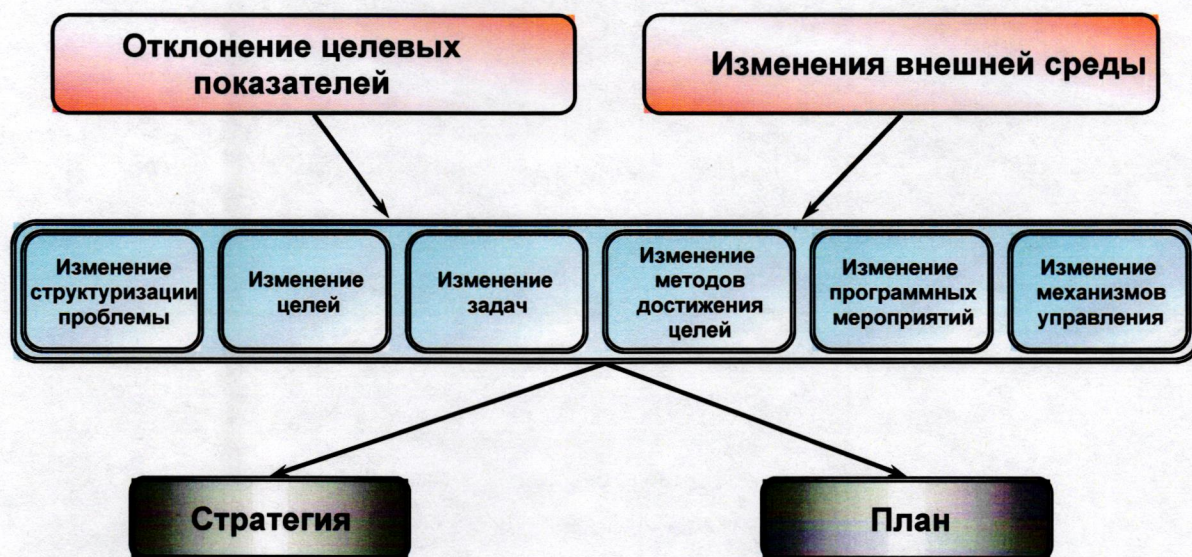 Отклонение целевых
показателей
Изменения внешней среды
Изменение
структуризации
проблемы
Изменение
целей
Изменение
задач
Изменение
методов
достижения
целей
Изменение
программных
мероприятий
Изменение
механизмов
управления
Стратегия
План